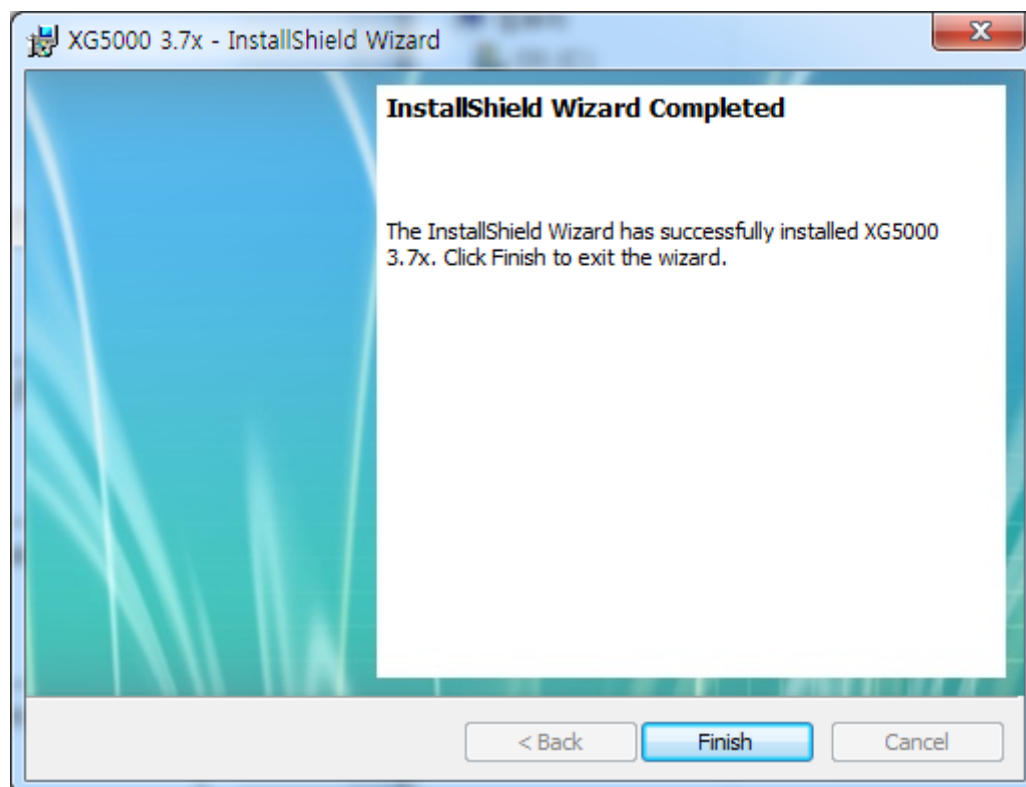 XG5000 3.7x - InstallShield Wizard
InstallShield Wizard Completed
The InstallShield Wizard has successfully installed XG5000
3.7x. Click Finish to exit the wizard.
< Back
Finish
Cancel